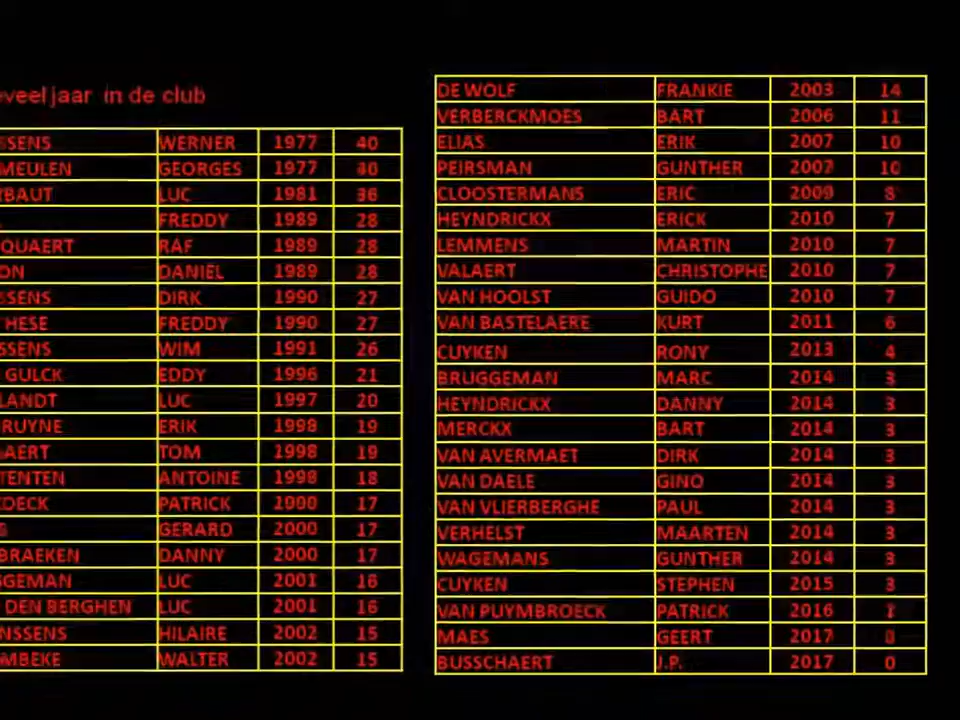 veel jaar in de club
SSENS WERNER 1977 40
MEULEN GEORGES 1977 40
BAUT LUC 1981 36
FREDDY 1989 28
QUAERT RAF 1989 28
ON DANIËL 1989 28
SSENS DIRK 1990 27
HESE FREDDY 1990 27
SSENS WIM 1991 26
GULCK EDDY 1996 21
LANDT LUC 1997 20
RUYNE ERIK 1998 19
AERT TOM 1998 19
TENTEN ANTOINE 1998 18
DECK PATRICK 2000 17
GERARD 2000 17
BRAEKEN DANNY 2000 17
GEMAN LUC 2001 16
DEN BERGHEN LUC 2001 16
NSSENS HILAIRE 2002 15
MBEKE WALTER 2002 15
DE WOLF FRANKIE 2003 14
VERBERCKMOES BART 2006 11
ELIAS ERIK 2007 10
PEIRSMAN GUNTHER 2007 10
CLOOSTERMANS ERIC 2009 8
HEYNDRICKX ERICK 2010 7
LEMMENS MARTIN 2010 7
VALAERT CHRISTOPHE 2010 7
VAN HOOLST GUIDO 2010 7
VAN BASTELAERE KURT 2011 6
CUYKEN RONY 2013 4
BRUGGEMAN MARC 2014 3
HEYNDRICKX DANNY 2014 3
MERCKX BART 2014 3
VAN AVERMAET DIRK 2014 3
VAN DAELE GINO 2014 3
VAN VLIERBERGHE PAUL 2014 3
VERHELST MAARTEN 2014 3
WAGEMANS GUNTHER 2014 3
CUYKEN STEPHEN 2015 3
VAN PUYMBROECK PATRICK 2016 1
MAES GEERT 2017 0
BUSSCHAERT J.P. 2017 0